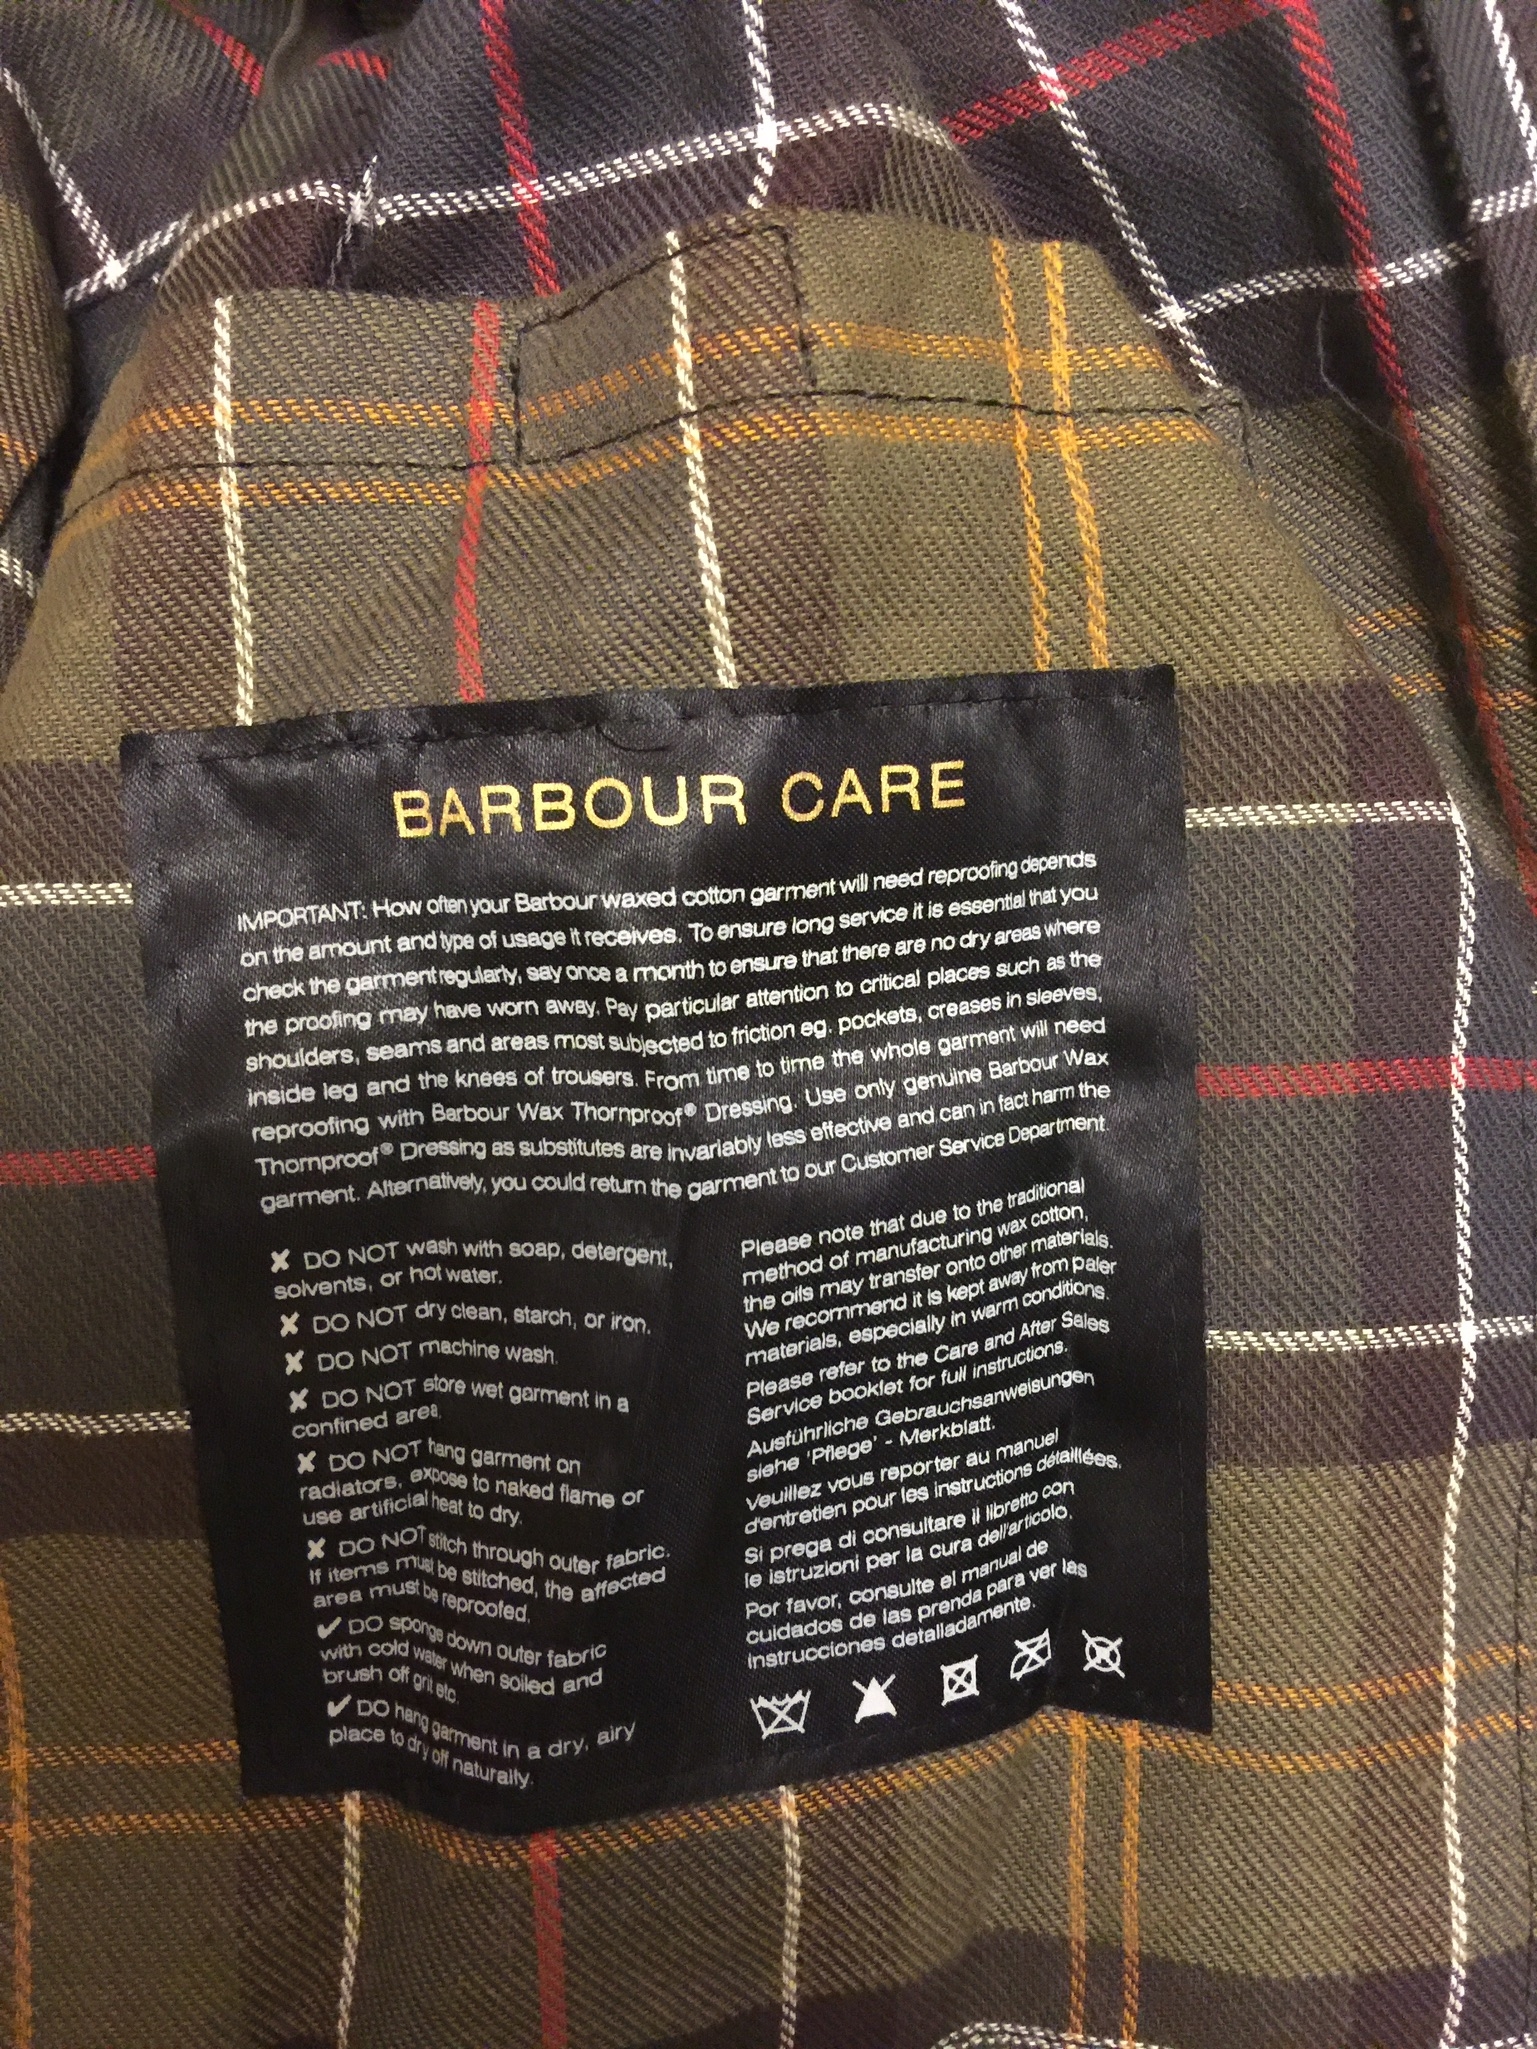 BARBOUR CARE
IMPORTANT: How often your Barbour waxed cotton garment will need reproofing depends
on the amount and type of usage it receives. To ensure long service it is essential that you
check the garment regularly, say once a month to ensure that there are no dry areas where
the proofing may have worn away. Pay particular attention to critical places such as the
shoulders, seams and areas most subjected to friction eg. pockets, creases in sleeves,
inside leg and the knees of trousers. From time to time the whole garment will need
reproofing with Barbour Wax Thornproof® Dressing. Use only genuine Barbour Wax
Thornproof® Dressing as substitutes are invariably less effective and can in fact harm the
garment. Alternatively, you could return the garment to our Customer Service Department.
✘ DO NOT wash with soap, detergent,
solvents, or hot water.
✘ DO NOT dry clean, starch, or iron.
✘ DO NOT machine wash.
✘ DO NOT store wet garment in a
confined area.
✘ DO NOT hang garment on
radiators, expose to naked flame or
use artificial heat to dry.
✘ DO NOT stitch through outer fabric.
If items must be stitched, the affected
area must be reproofed.
✔ DO sponge down outer fabric
with cold water when soiled and
brush off grit etc.
✔ DO hang garment in a dry, airy
place to dry off naturally.
Please note that due to the traditional
method of manufacturing wax cotton,
the oils may transfer onto other materials.
We recommend it is kept away from paler
materials, especially in warm conditions.
Please refer to the Care and After Sales
Service booklet for full instructions.
Ausführliche Gebrauchsanweisungen
siehe 'Pflege' - Merkblatt.
Veuillez vous reporter au manuel
d'entretien pour les instructions détaillées.
Si prega di consultare il libretto con
le istruzioni per la cura dell'articolo.
Por favor, consulte el manual de
cuidados de las prenda para ver las
instrucciones detalladamente.